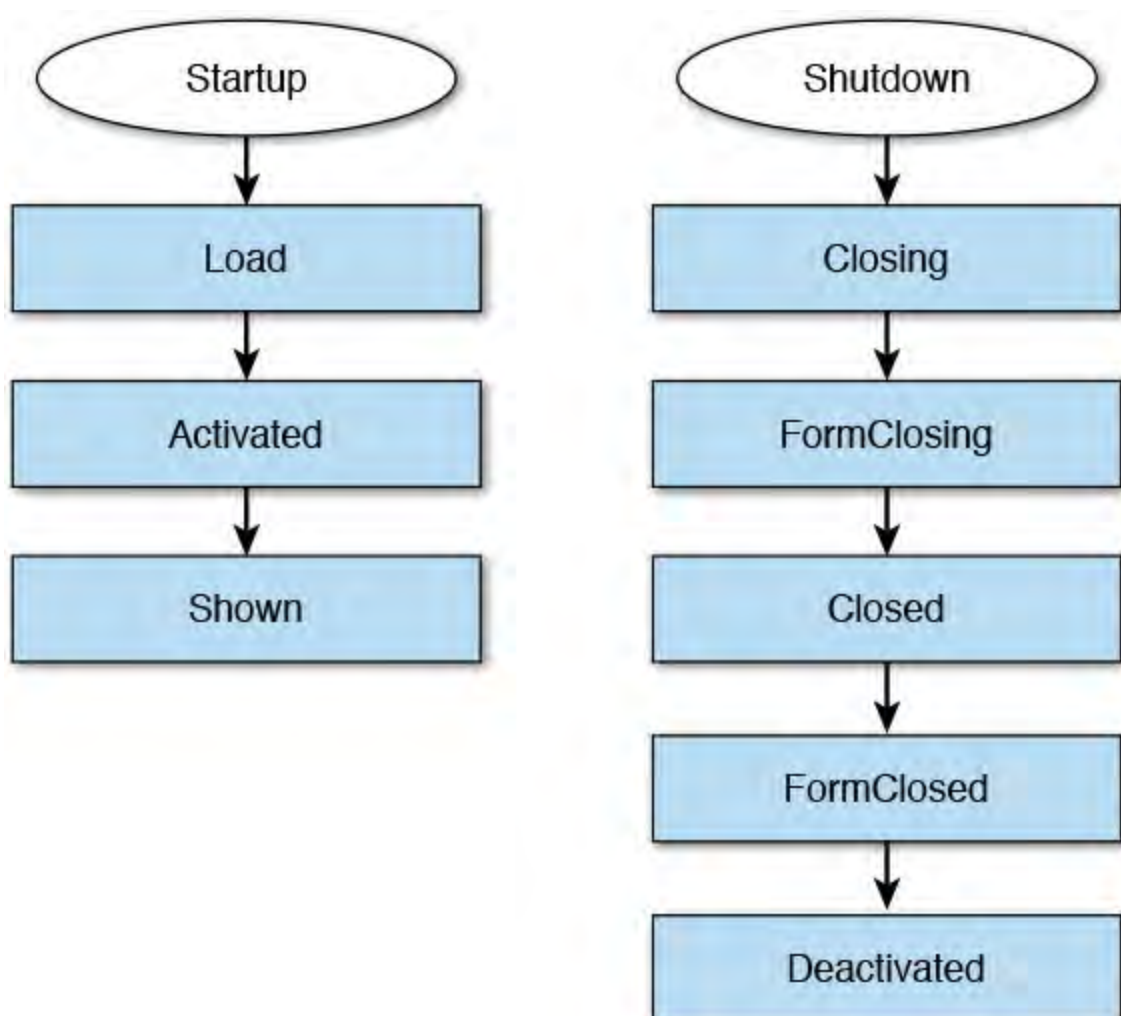 Startup
Load
Activated
Shown
Shutdown
Closing
FormClosing
Closed
FormClosed
Deactivated